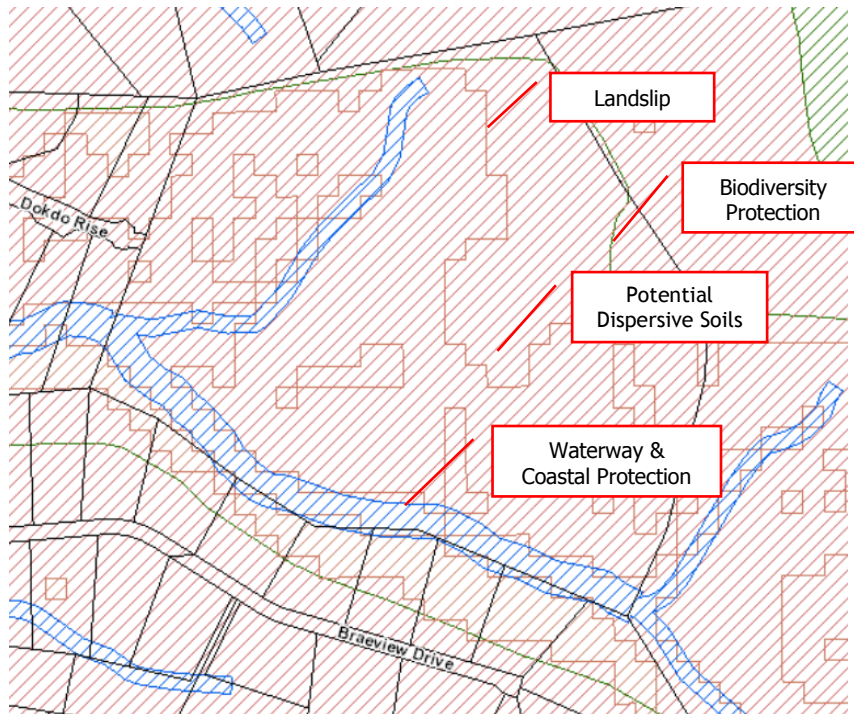 Landslip
Biodiversity
Protection
Dokdo Rise
Potential
Dispersive Soils
Waterway &
Coastal Protection
Braeview Drive